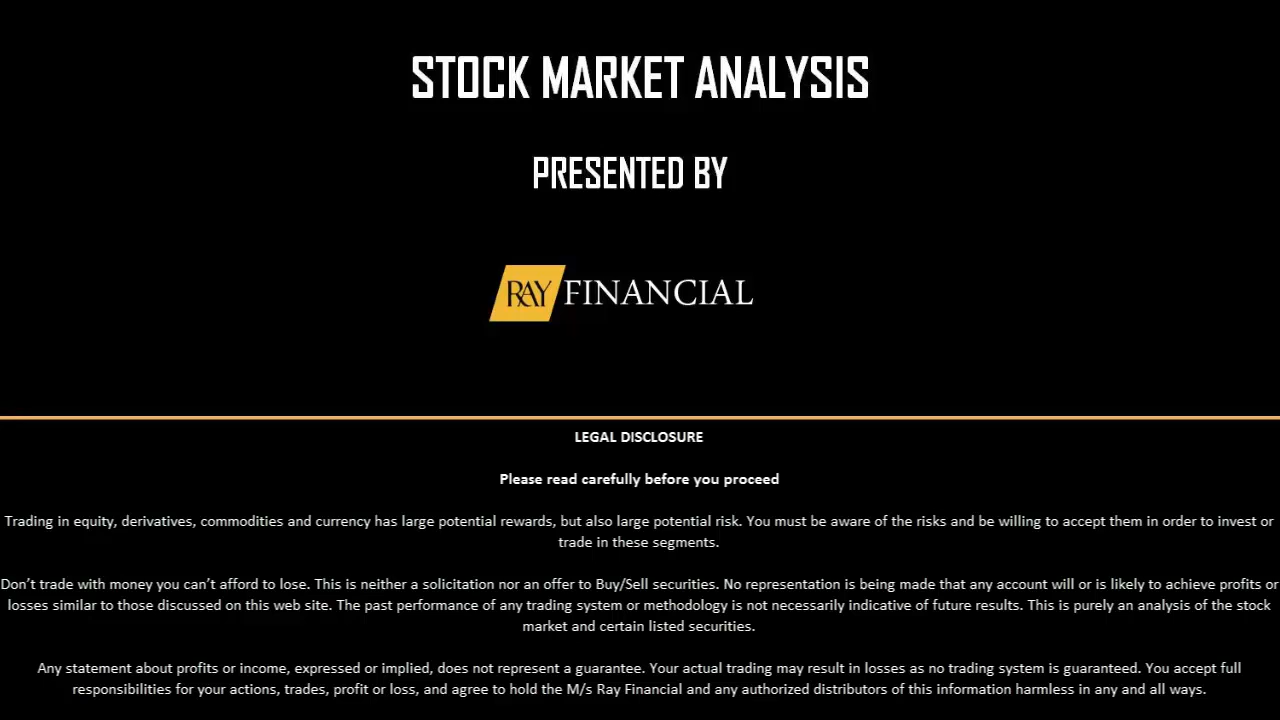 STOCK MARKET ANALYSIS
PRESENTED BY
RAY FINANCIAL
LEGAL DISCLOSURE
Please read carefully before you proceed
Trading in equity, derivatives, commodities and currency has large potential rewards, but also large potential risk. You must be aware of the risks and be willing to accept them in order to invest or
trade in these segments.
Don’t trade with money you can’t afford to lose. This is neither a solicitation nor an offer to Buy/Sell securities. No representation is being made that any account will or is likely to achieve profits or
losses similar to those discussed on this web site. The past performance of any trading system or methodology is not necessarily indicative of future results. This is purely an analysis of the stock
market and certain listed securities.
Any statement about profits or income, expressed or implied, does not represent a guarantee. Your actual trading may result in losses as no trading system is guaranteed. You accept full
responsibilities for your actions, trades, profit or loss, and agree to hold the M/s Ray Financial and any authorized distributors of this information harmless in any and all ways.